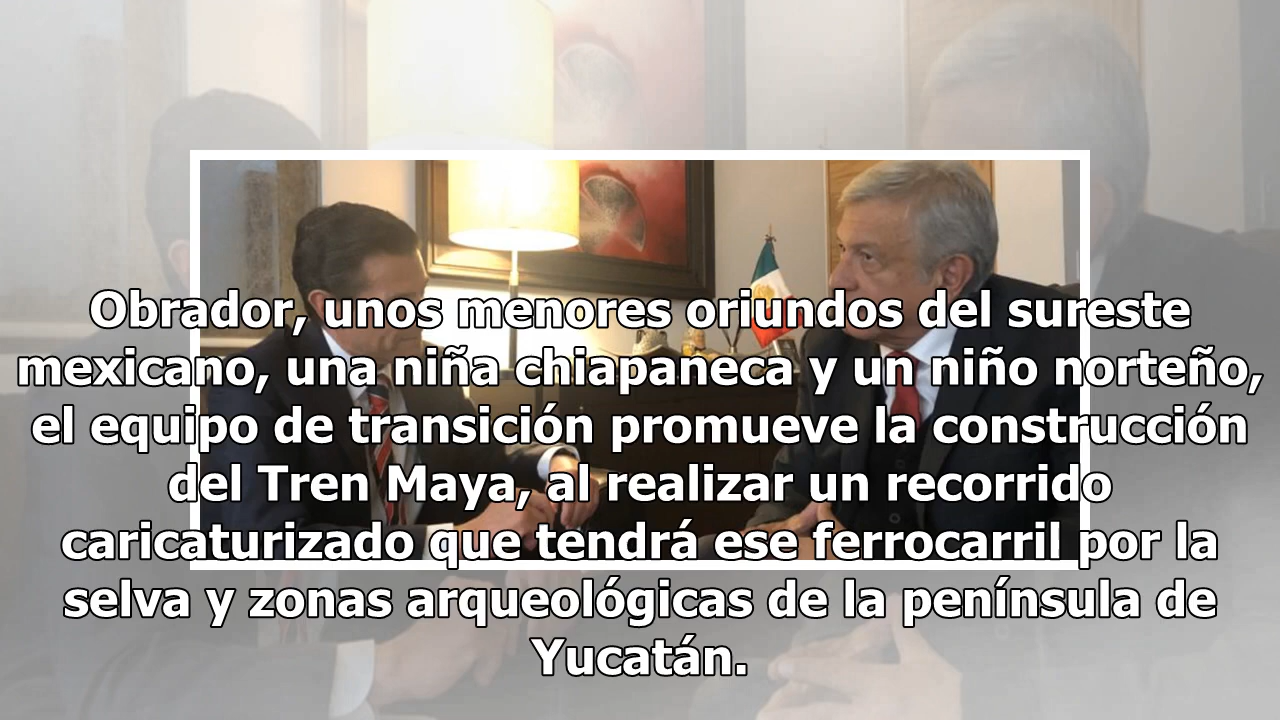 Obrador, unos menores oriundos del sureste
mexicano, una niña chiapaneca y un niño norteño,
el equipo de transición promueve la construcción
del Tren Maya, al realizar un recorrido
caricaturizado que tendrá ese ferrocarril por la
selva y zonas arqueológicas de la península de
Yucatán.